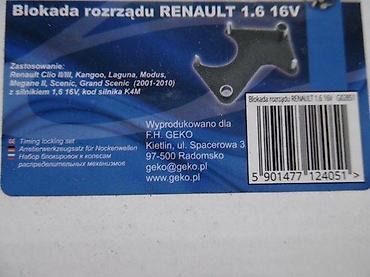 Blokada rozrządu RENAULT 1.6 16V
Zastosowanie:
Renault Clio II/III, Kangoo, Laguna, Modus,
Megane II, Scenic, Grand Scenic (2001-2010)
z silnikiem 1,6 16V, kod silnika K4M
Wyprodukowano dla
F.H. GEKO
Kietlin, ul. Spacerowa 3
97-500 Radomsko
geko@geko.pl
www.geko.pl
Timing locking set
Arretierwerkzeugsatz für Nockenwellen
Набор блокировок к колесам
распределительных механизмов
Blokada rozrządu RENAULT 1.6 16V
5 901477 124051 >